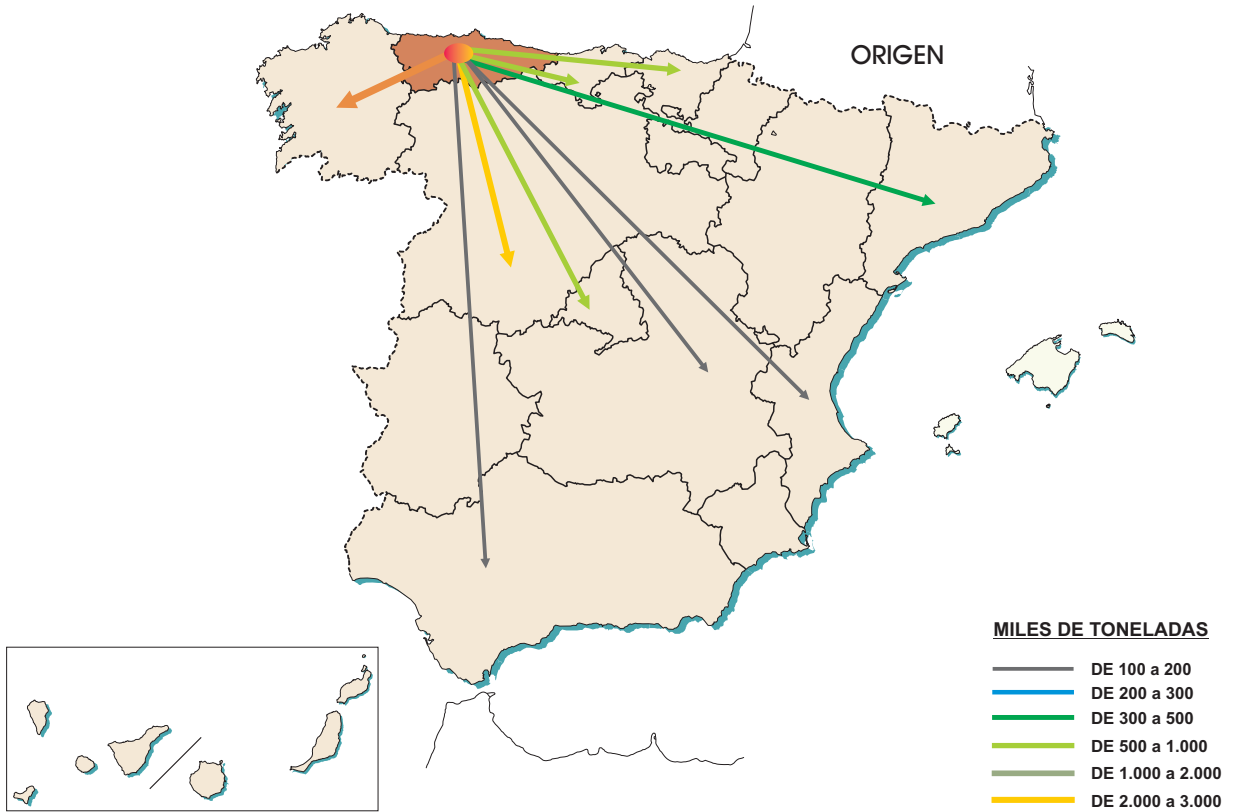 ORIGEN
MILES DE TONELADAS
DE 100 a 200
DE 200 a 300
DE 300 a 500
DE 500 a 1.000
DE 1.000 a 2.000
DE 2.000 a 3.000